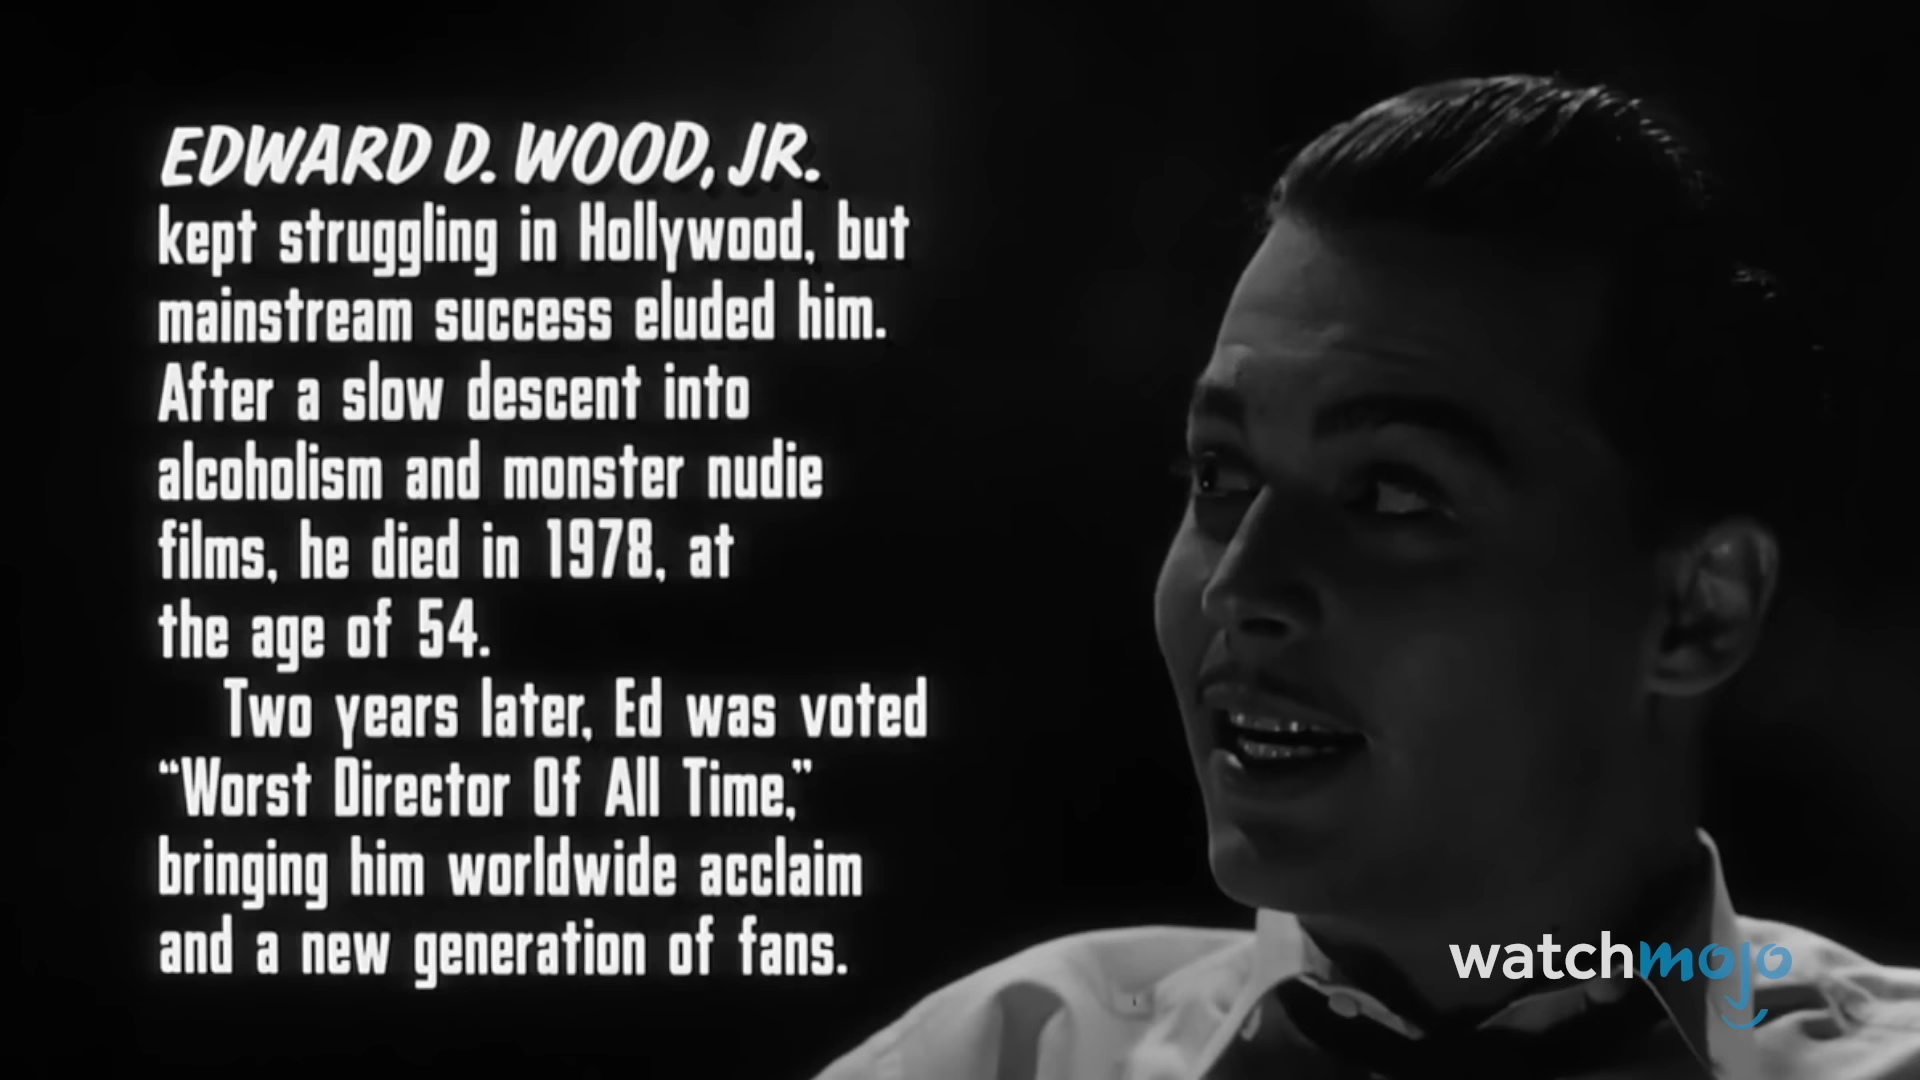 EDWARD D. WOOD, JR.
kept struggling in Hollywood, but
mainstream success eluded him.
After a slow descent into
alcoholism and monster nudie
films, he died in 1978, at
the age of 54.
Two years later, Ed was voted
“Worst Director Of All Time,”
bringing him worldwide acclaim
and a new generation of fans.
watchmojo